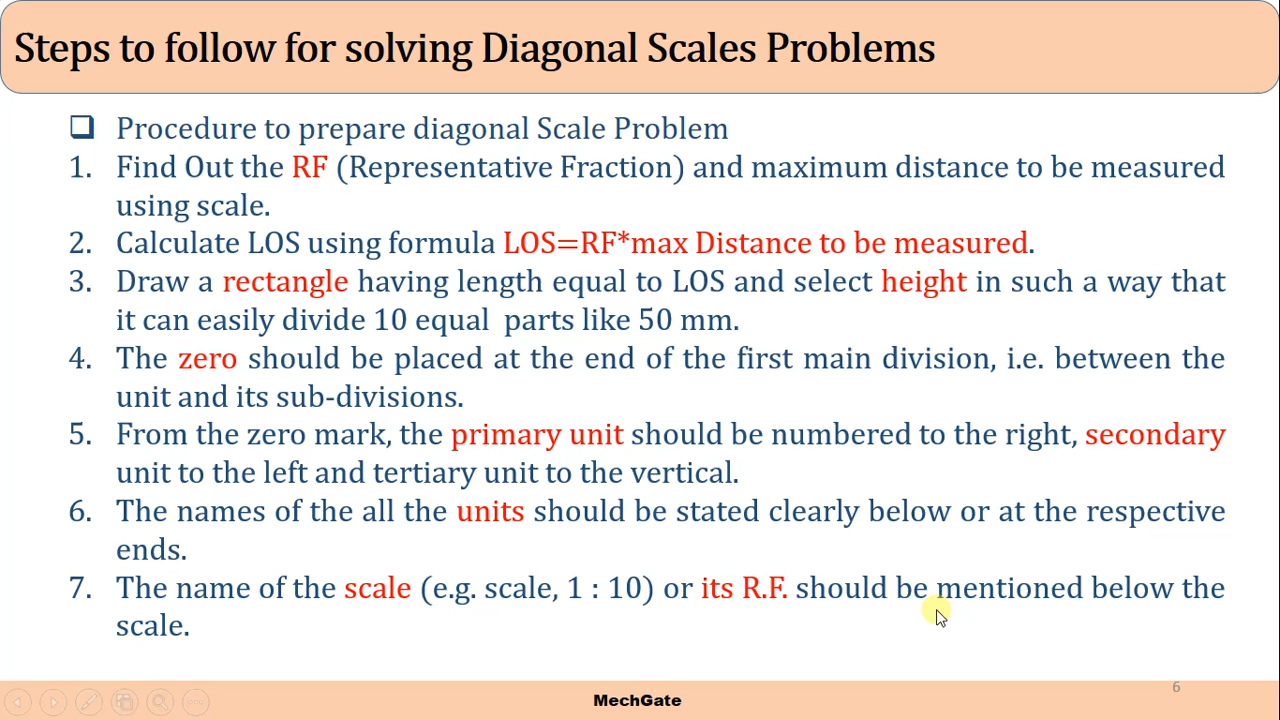 Steps to follow for solving Diagonal Scales Problems
❑ Procedure to prepare diagonal Scale Problem
1. Find Out the RF (Representative Fraction) and maximum distance to be measured
using scale.
2. Calculate LOS using formula LOS=RF*max Distance to be measured.
3. Draw a rectangle having length equal to LOS and select height in such a way that
it can easily divide 10 equal parts like 50 mm.
4. The zero should be placed at the end of the first main division, i.e. between the
unit and its sub-divisions.
5. From the zero mark, the primary unit should be numbered to the right, secondary
unit to the left and tertiary unit to the vertical.
6. The names of the all the units should be stated clearly below or at the respective
ends.
7. The name of the scale (e.g. scale, 1 : 10) or its R.F. should be mentioned below the
scale.
6
MechGate